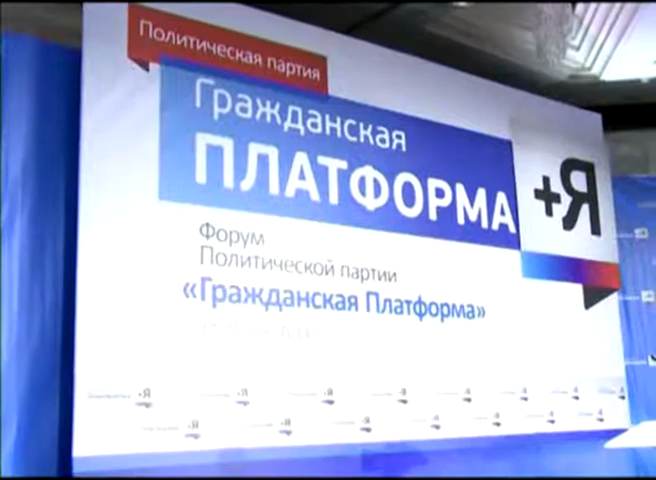 Политическая партия
Гражданская
ПЛАТФОРМА
+Я
Форум
Политической партии
«Гражданская Платформа»
+Я +Я +Я +Я +Я +Я +Я
+Я +Я +Я +Я +Я +Я +Я